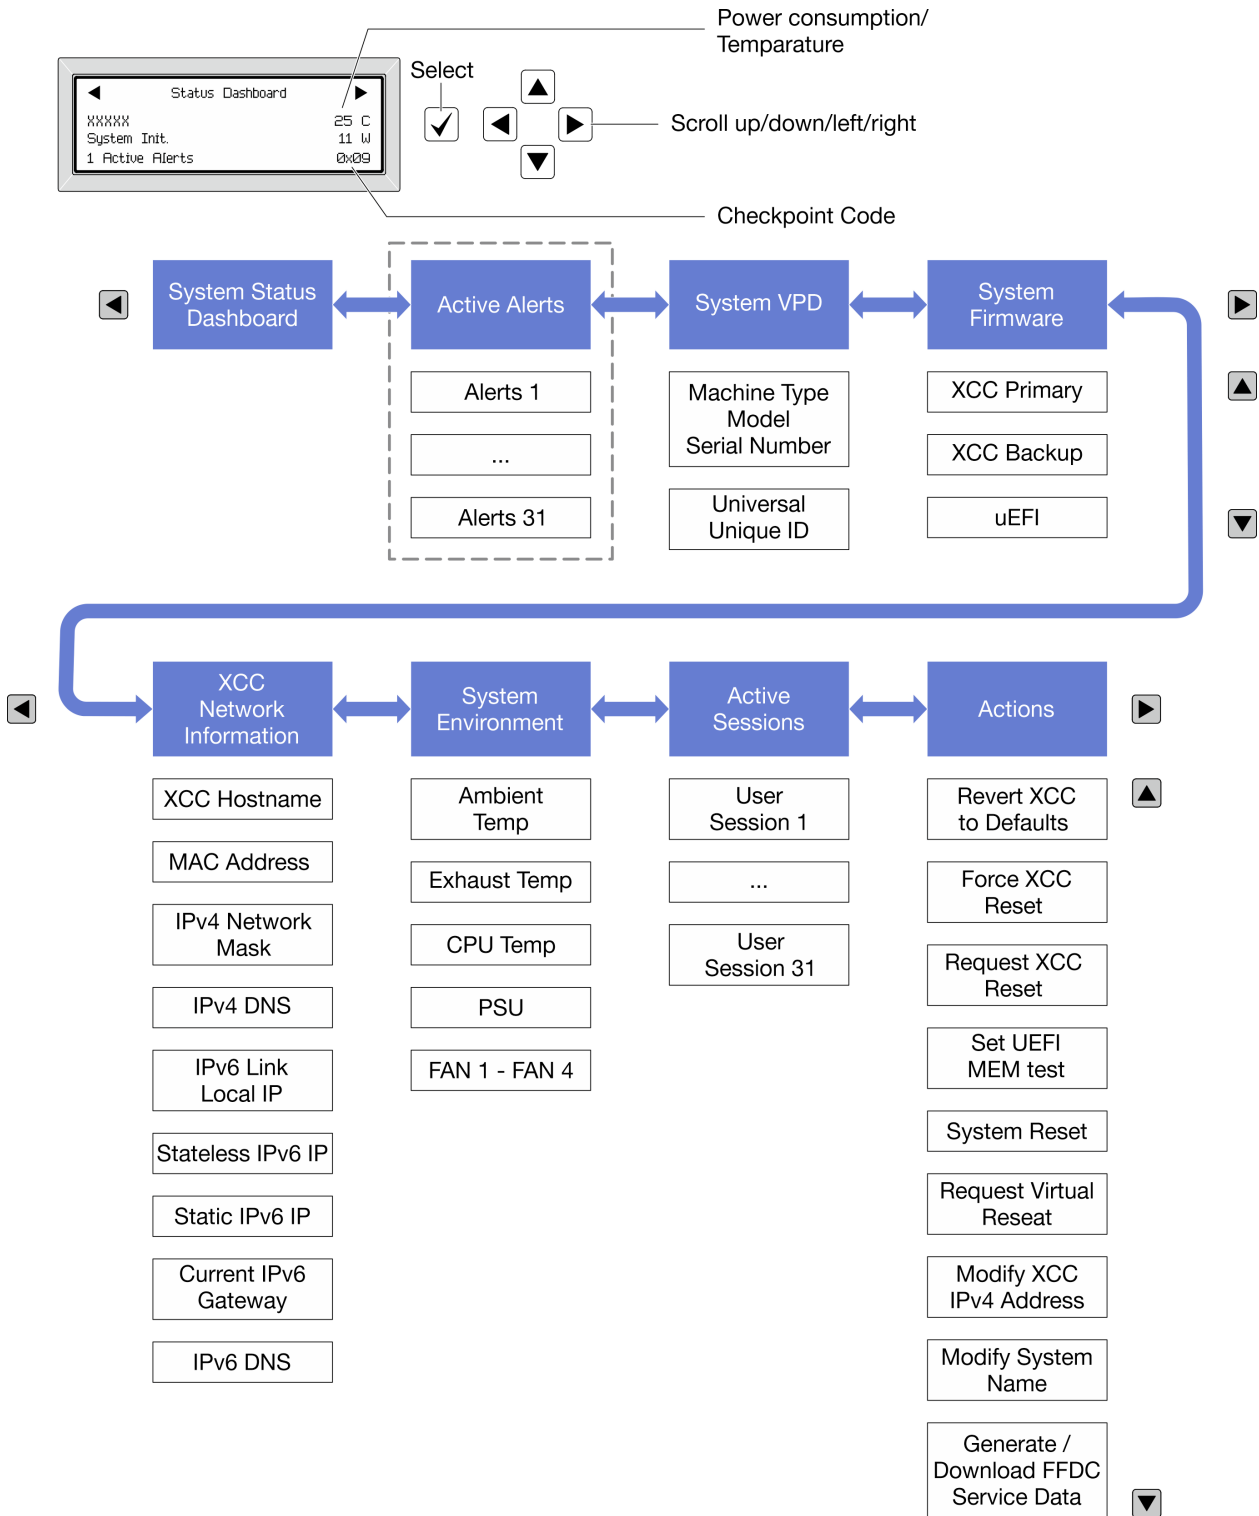 Power consumption/
Temparature
Select
Status Dashboard
XXXXX 25 C
System Init. 11 W
1 Active Alerts 0x09
Scroll up/down/left/right
Checkpoint Code
System Status
Dashboard
Active Alerts
System VPD
System
Firmware
Alerts 1
...
Alerts 31
Machine Type
Model
Serial Number
Universal
Unique ID
XCC Primary
XCC Backup
uEFI
XCC
Network
Information
System
Environment
Active
Sessions
Actions
XCC Hostname
MAC Address
IPv4 Network
Mask
IPv4 DNS
IPv6 Link
Local IP
Stateless IPv6 IP
Static IPv6 IP
Current IPv6
Gateway
IPv6 DNS
Ambient
Temp
Exhaust Temp
CPU Temp
PSU
FAN 1 - FAN 4
User
Session 1
...
User
Session 31
Revert XCC
to Defaults
Force XCC
Reset
Request XCC
Reset
Set UEFI
MEM test
System Reset
Request Virtual
Reseat
Modify XCC
IPv4 Address
Modify System
Name
Generate /
Download FFDC
Service Data